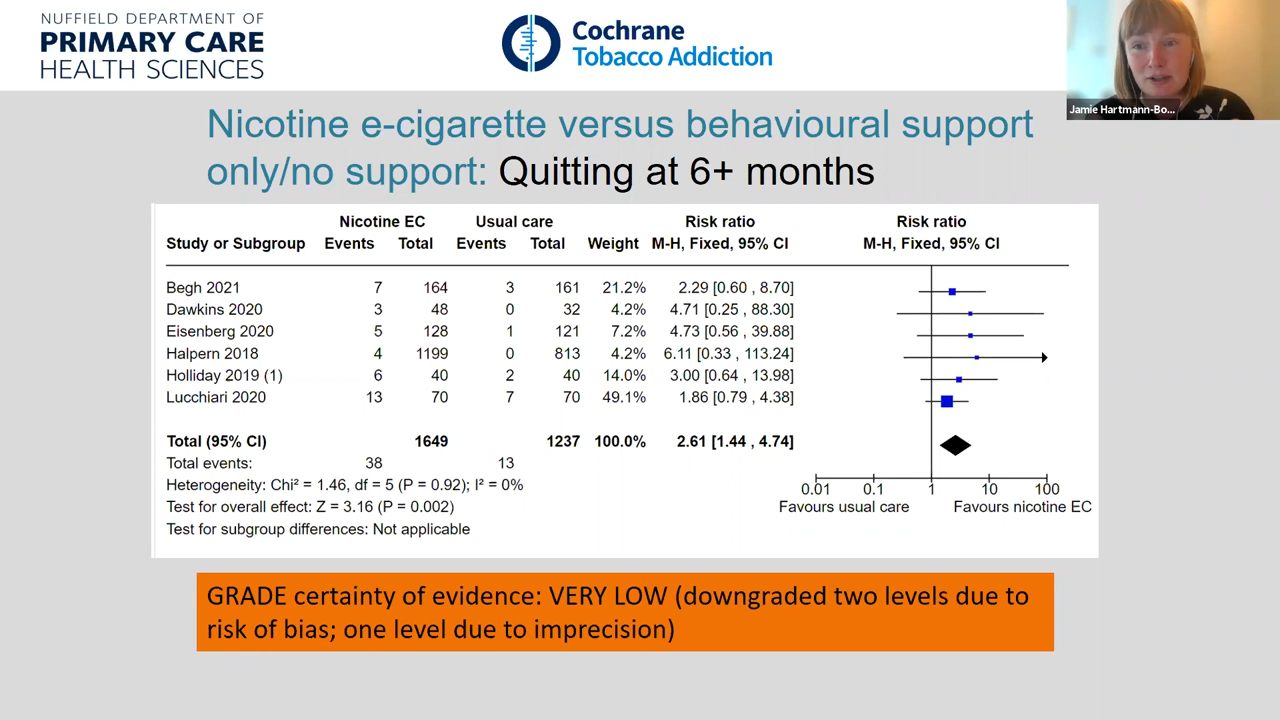 NUFFIELD DEPARTMENT OF
PRIMARY CARE
HEALTH SCIENCES
Cochrane
Tobacco Addiction
Jamie Hartmann-Bo...
Nicotine e-cigarette versus behavioural support
only/no support: Quitting at 6+ months
Nicotine EC Usual care Risk ratio Risk ratio
Study or Subgroup Events Total Events Total Weight M-H, Fixed, 95% CI M-H, Fixed, 95% CI
Begh 2021 7 164 3 161 21.2% 2.29 [0.60 , 8.70]
Dawkins 2020 3 48 0 32 4.2% 4.71 [0.25 , 88.30]
Eisenberg 2020 5 128 1 121 7.2% 4.73 [0.56 , 39.88]
Halpern 2018 4 1199 0 813 4.2% 6.11 [0.33 , 113.24]
Holliday 2019 (1) 6 40 2 40 14.0% 3.00 [0.64 , 13.98]
Lucchiari 2020 13 70 7 70 49.1% 1.86 [0.79 , 4.38]
Total (95% CI) 1649 1237 100.0% 2.61 [1.44 , 4.74]
Total events: 38 13
Heterogeneity: Chi² = 1.46, df = 5 (P = 0.92); I² = 0%
Test for overall effect: Z = 3.16 (P = 0.002)
Test for subgroup differences: Not applicable
0.01 0.1 1 10 100
Favours usual care Favours nicotine EC
GRADE certainty of evidence: VERY LOW (downgraded two levels due to
risk of bias; one level due to imprecision)